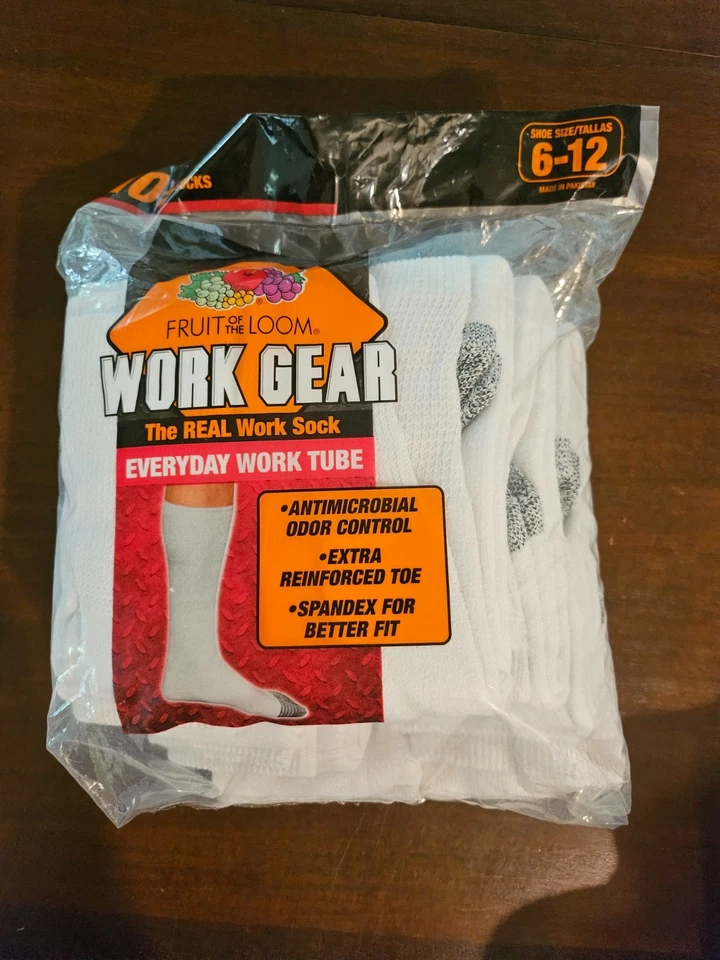 10
SHOE SIZE/TALLAS
6-12
MADE IN PAKISTAN
FRUIT OF THE LOOM®
WORK GEAR
The REAL Work Sock
EVERYDAY WORK TUBE
•ANTIMICROBIAL
ODOR CONTROL
•EXTRA
REINFORCED TOE
•SPANDEX FOR
BETTER FIT